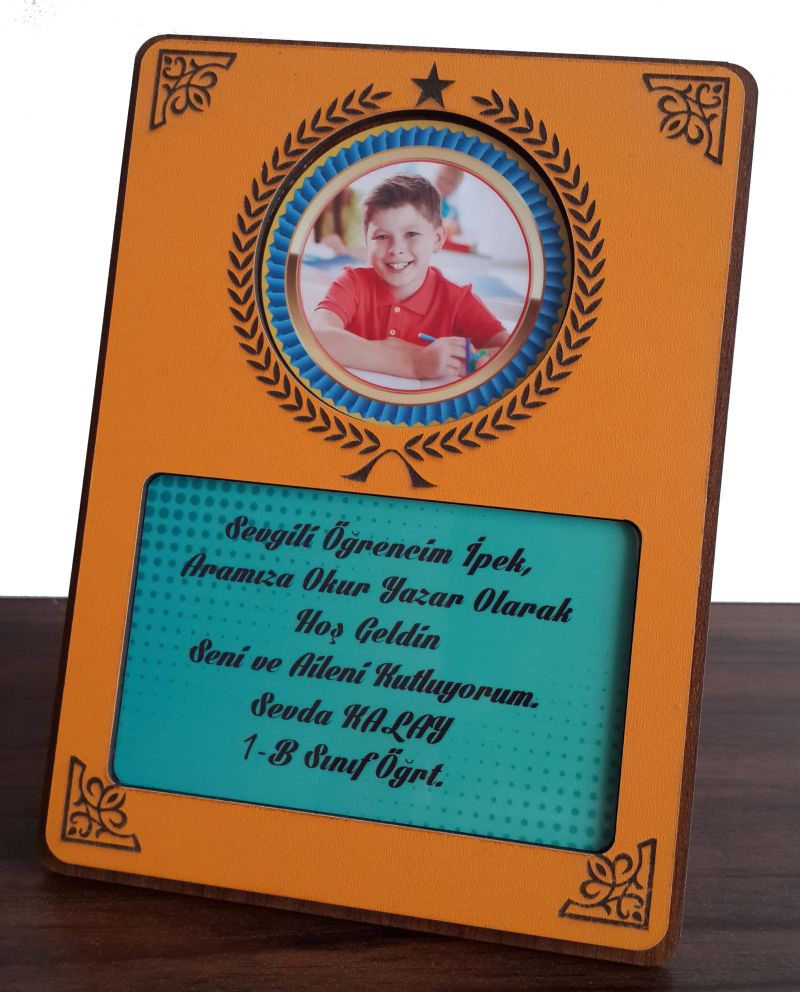 Sevgili Öğrencim İpek,
Aramıza Okur Yazar Olarak
Hoş Geldin
Seni ve Aileni Kutluyorum.
Sevda KALAY
1-B Sınıf Öğrt.